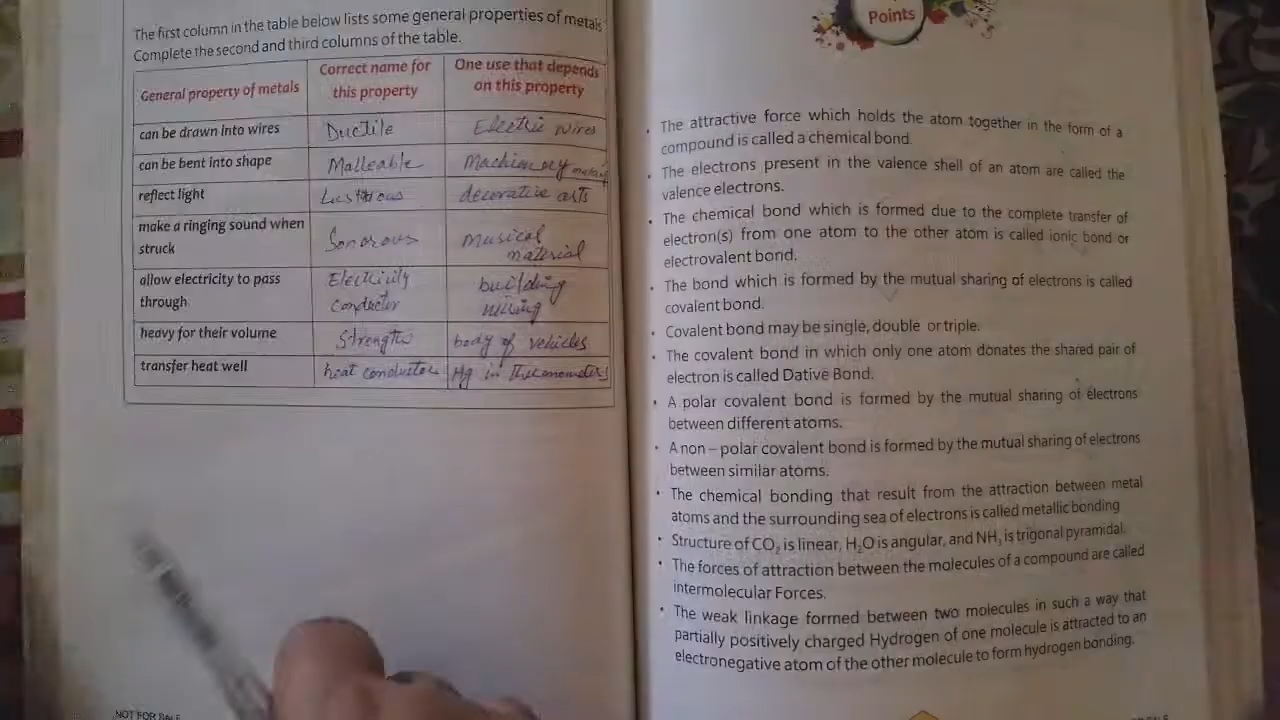 The first column in the table below lists some general properties of metals
Complete the second and third columns of the table.
General property of metals
Correct name for this property
One use that depends on this property
can be drawn into wires
Ductile
Electric wires
can be bent into shape
Malleable
Machinery making
reflect light
Lustrous
decorative arts
make a ringing sound when struck
Sonorous
Musical material
allow electricity to pass through
Electricity Conductor
building
heavy for their volume
Strength
body of vehicles
transfer heat well
heat conductor
Hg in thermometers
NOT FOR SALE
Points
• The attractive force which holds the atom together in the form of a
compound is called a chemical bond.
• The electrons present in the valence shell of an atom are called the
valence electrons.
• The chemical bond which is formed due to the complete transfer of
electron(s) from one atom to the other atom is called ionic bond or
electrovalent bond.
• The bond which is formed by the mutual sharing of electrons is called
covalent bond.
• Covalent bond may be single, double or triple.
• The covalent bond in which only one atom donates the shared pair of
electron is called Dative Bond.
• A polar covalent bond is formed by the mutual sharing of electrons
between different atoms.
• A non – polar covalent bond is formed by the mutual sharing of electrons
between similar atoms.
• The chemical bonding that result from the attraction between metal
atoms and the surrounding sea of electrons is called metallic bonding
• Structure of CO₂ is linear, H₂O is angular, and NH₃ is trigonal pyramidal.
• The forces of attraction between the molecules of a compound are called
intermolecular Forces.
• The weak linkage formed between two molecules in such a way that
partially positively charged Hydrogen of one molecule is attracted to an
electronegative atom of the other molecule to form hydrogen bonding.